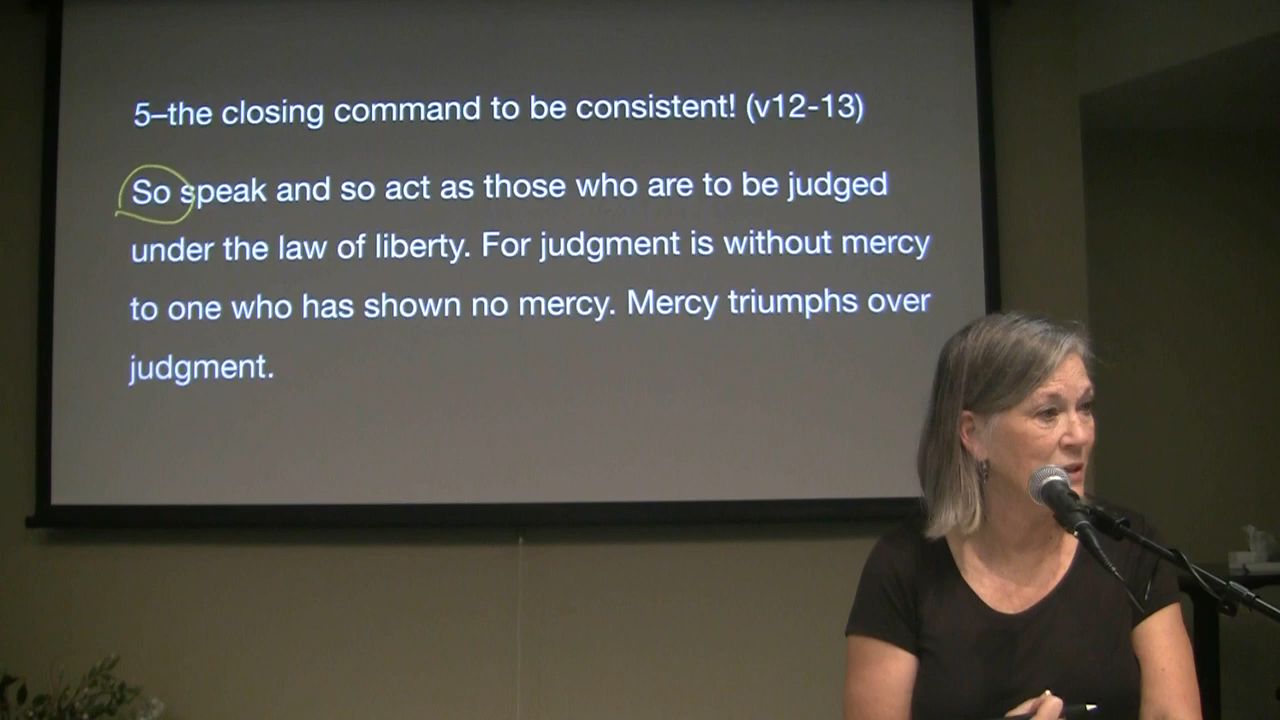 5–the closing command to be consistent! (v12-13)
So speak and so act as those who are to be judged
under the law of liberty. For judgment is without mercy
to one who has shown no mercy. Mercy triumphs over
judgment.